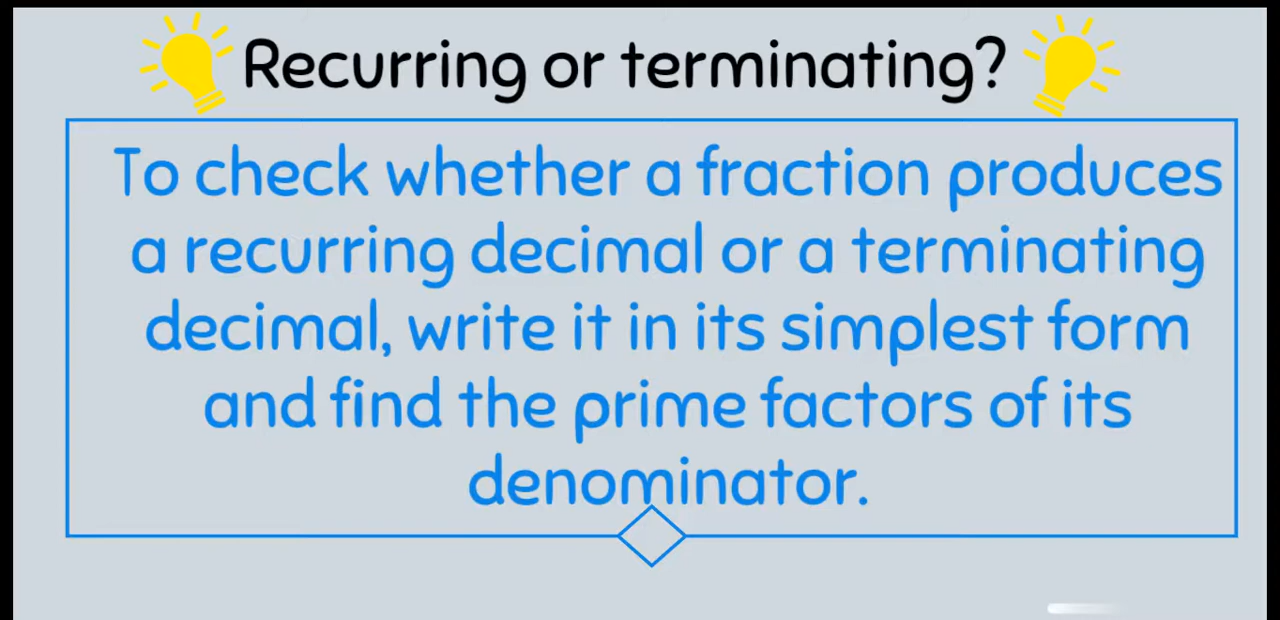 Recurring or terminating?
To check whether a fraction produces
a recurring decimal or a terminating
decimal, write it in its simplest form
and find the prime factors of its
denominator.